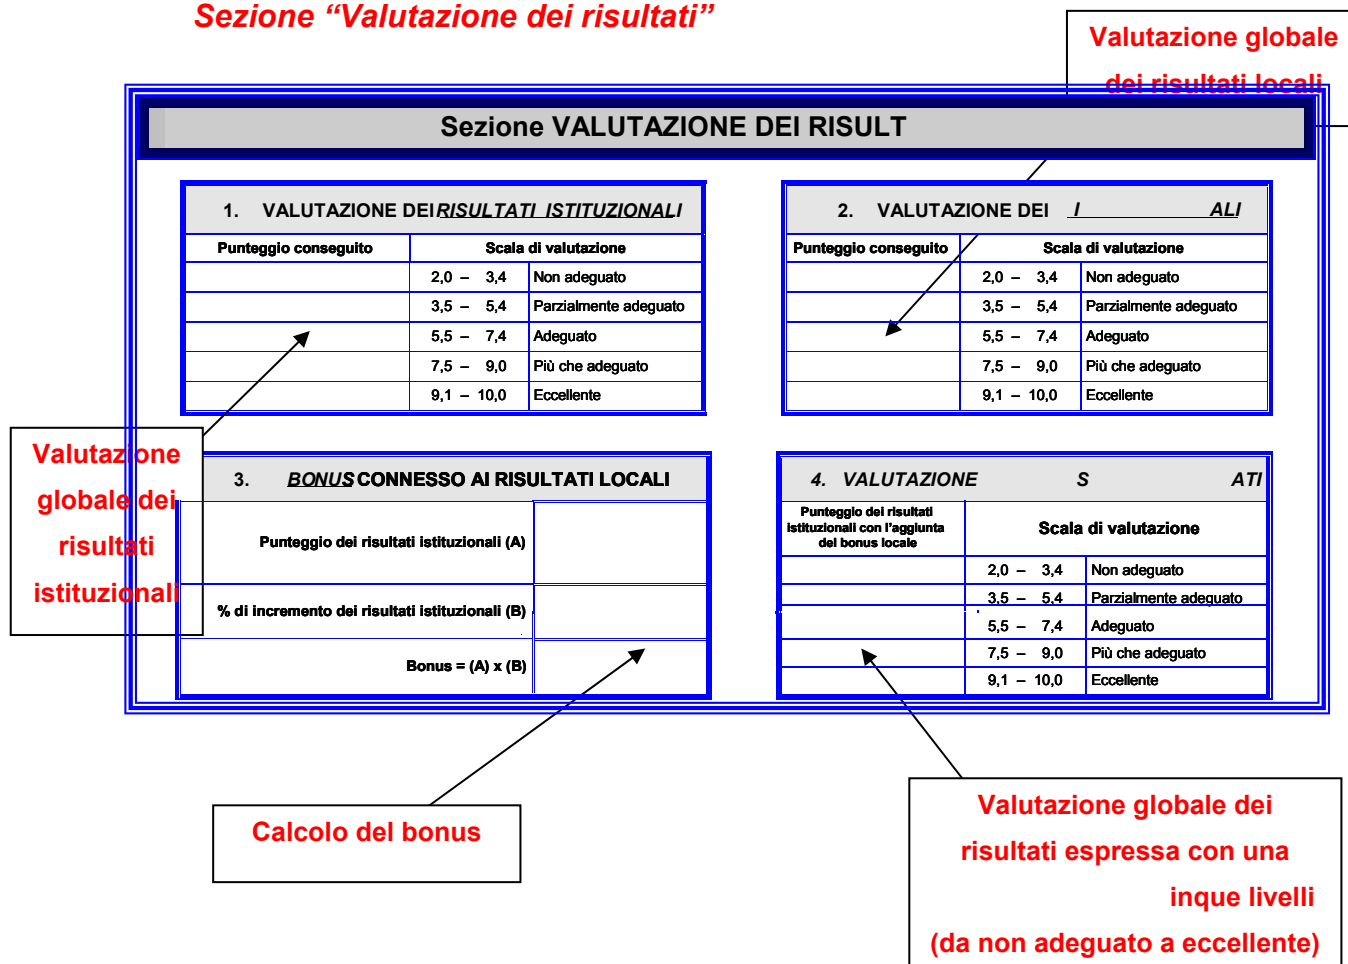 Sezione “Valutazione dei risultati”
Valutazione globale
dei risultati locali
Sezione VALUTAZIONE DEI RISULT
1. VALUTAZIONE DEI RISULTATI ISTITUZIONALI
Punteggio conseguito Scala di valutazione
2,0 – 3,4 Non adeguato
3,5 – 5,4 Parzialmente adeguato
5,5 – 7,4 Adeguato
7,5 – 9,0 Più che adeguato
9,1 – 10,0 Eccellente
2. VALUTAZIONE DEI I ALI
Punteggio conseguito Scala di valutazione
2,0 – 3,4 Non adeguato
3,5 – 5,4 Parzialmente adeguato
5,5 – 7,4 Adeguato
7,5 – 9,0 Più che adeguato
9,1 – 10,0 Eccellente
Valutazione
globale dei
risultati
istituzionali
3. BONUS CONNESSO AI RISULTATI LOCALI
Punteggio dei risultati istituzionali (A)
% di incremento dei risultati istituzionali (B)
Bonus = (A) x (B)
4. VALUTAZIONE S ATI
Punteggio dei risultati
istituzionali con l’aggiunta
del bonus locale
Scala di valutazione
2,0 – 3,4 Non adeguato
3,5 – 5,4 Parzialmente adeguato
5,5 – 7,4 Adeguato
7,5 – 9,0 Più che adeguato
9,1 – 10,0 Eccellente
Calcolo del bonus
Valutazione globale dei
risultati espressa con una
inque livelli
(da non adeguato a eccellente)